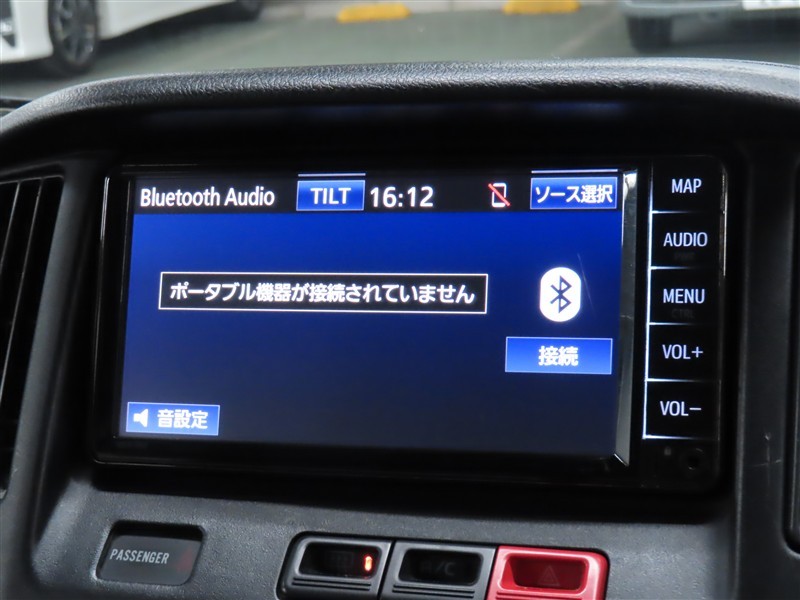 Bluetooth Audio TILT 16:12 ソース選択
ポータブル機器が接続されていません
接続
音設定
MAP
AUDIO
MENU
VOL+
VOL−
PASSENGER